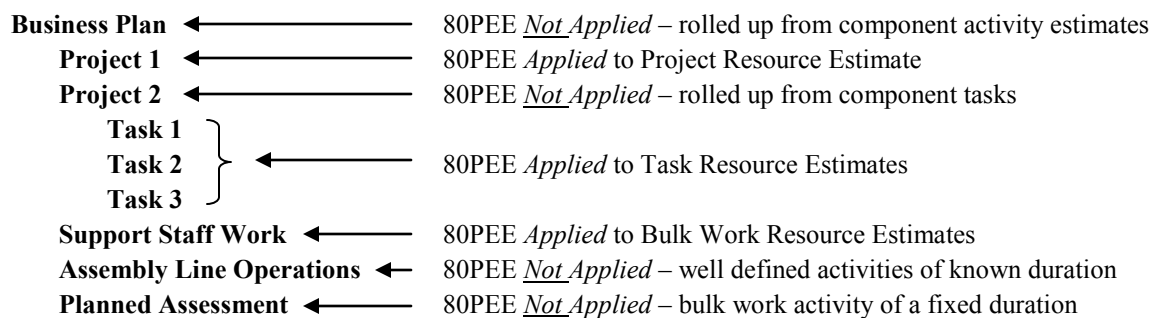 Business Plan 80PEE Not Applied – rolled up from component activity estimates
Project 1 80PEE Applied to Project Resource Estimate
Project 2 80PEE Not Applied – rolled up from component tasks
Task 1
Task 2 80PEE Applied to Task Resource Estimates
Task 3
Support Staff Work 80PEE Applied to Bulk Work Resource Estimates
Assembly Line Operations 80PEE Not Applied – well defined activities of known duration
Planned Assessment 80PEE Not Applied – bulk work activity of a fixed duration